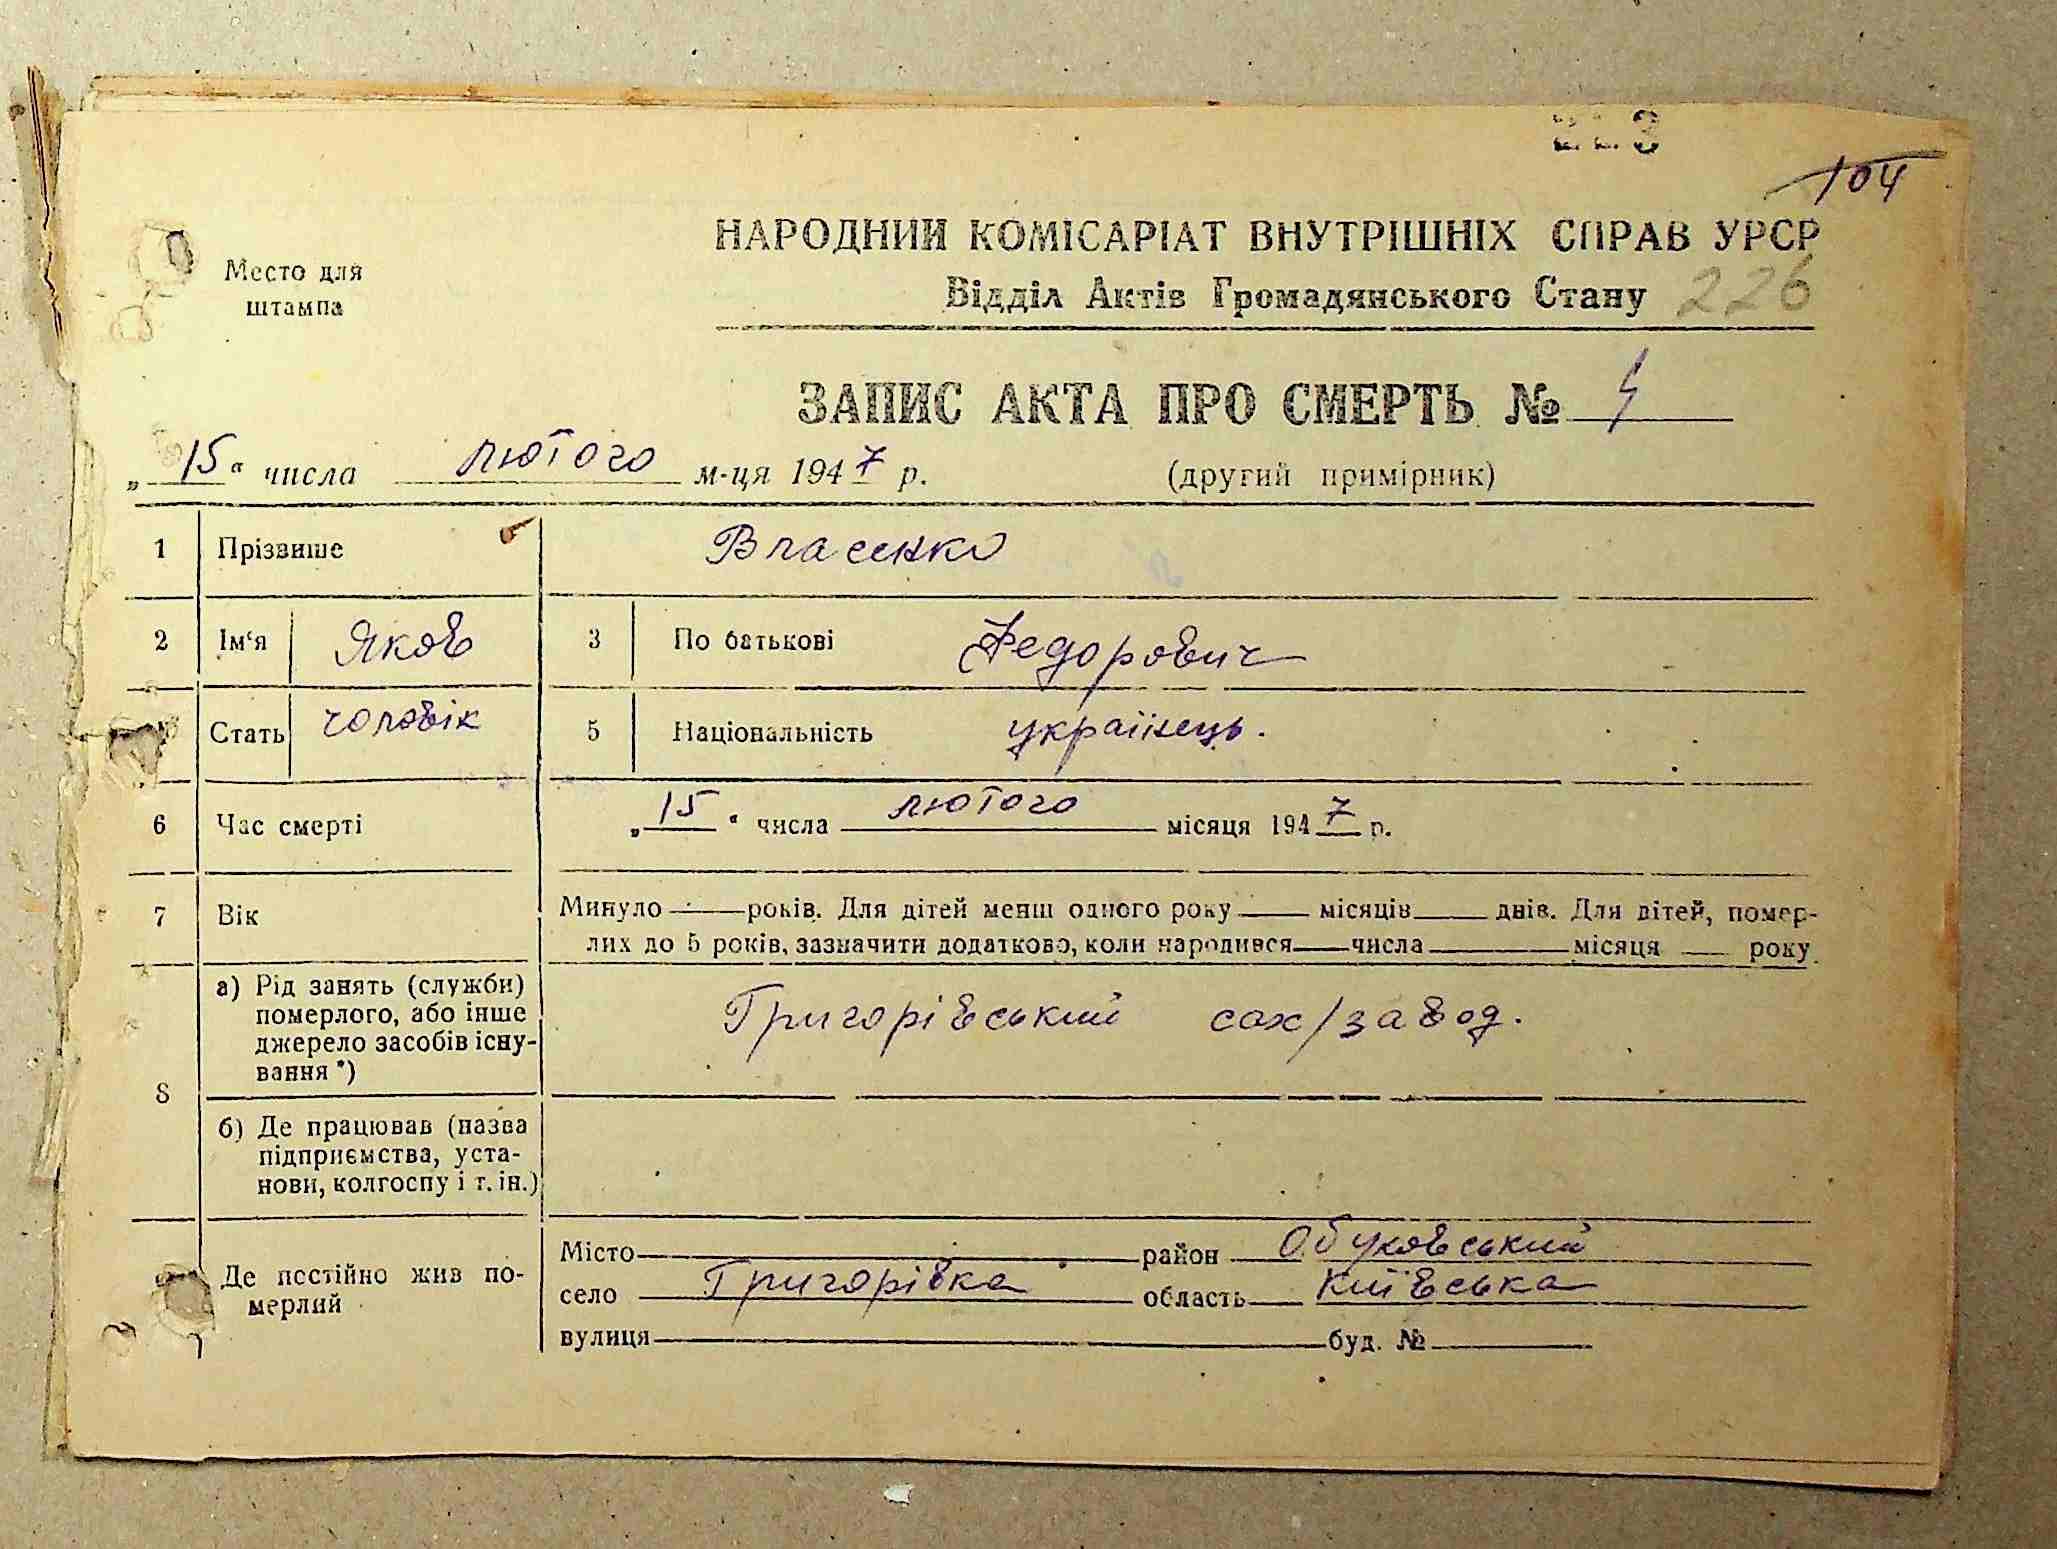 104
Место для
штампа
НАРОДНИЙ КОМІСАРІАТ ВНУТРІШНІХ СПРАВ УРСР
Відділ Актів Громадянського Стану 226
ЗАПИС АКТА ПРО СМЕРТЬ № 4
„15“ числа лютого м-ця 1947 р. (другий примірник)
1 Прізвише Власенко
2 Ім‘я Яков 3 По батькові Федорович
Стать чоловік 5 Національність українець.
6 Час смерті „15“ числа лютого місяця 1947 р.
7 Вік Минуло — років. Для дітей менш одного року — місяців — днів. Для дітей, помер-
лих до 5 років, зазначити додатково, коли народився — числа — місяця — року
8 а) Рід занять (служби)
померлого, або інше
джерело засобів існу-
вання *)
Григорівський сах/завод.
б) Де працював (назва
підприємства, уста-
нови, колгоспу і т. ін.)
Де постійно жив по-
мерлий
Місто — район Обуховський
село Григорівка область Київська
вулиця — буд. №